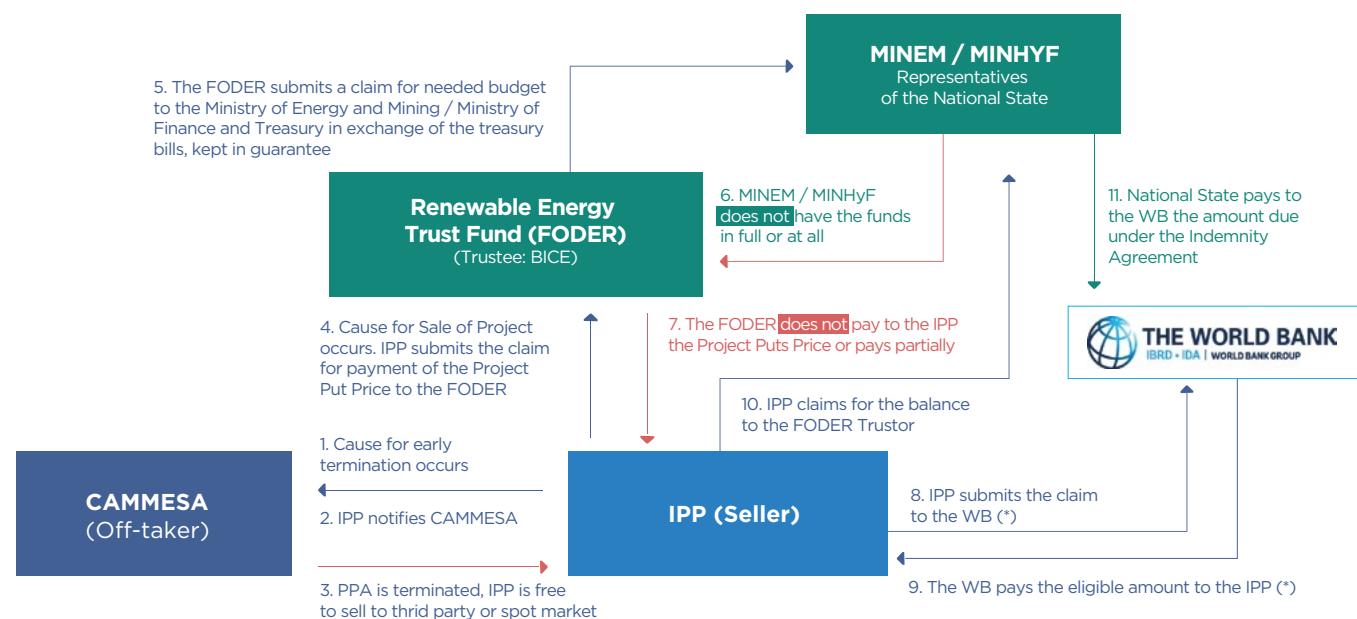 MINEM / MINHYF
Representatives
of the National State
5. The FODER submits a claim for needed budget
to the Ministry of Energy and Mining / Ministry of
Finance and Treasury in exchange of the treasury
bills, kept in guarantee
Renewable Energy
Trust Fund (FODER)
(Trustee: BICE)
6. MINEM / MINHyF
does not have the funds
in full or at all
11. National State pays to
the WB the amount due
under the Indemnity
Agreement
4. Cause for Sale of Project
occurs. IPP submits the claim
for payment of the Project
Put Price to the FODER
7. The FODER does not pay to the IPP
the Project Puts Price or pays partially
THE WORLD BANK
IBRD • IDA | WORLD BANK GROUP
10. IPP claims for the balance
to the FODER Trustor
1. Cause for early
termination occurs
CAMMESA
(Off-taker)
2. IPP notifies CAMMESA
IPP (Seller)
8. IPP submits the claim
to the WB (*)
3. PPA is terminated, IPP is free
to sell to thrid party or spot market
9. The WB pays the eligible amount to the IPP (*)